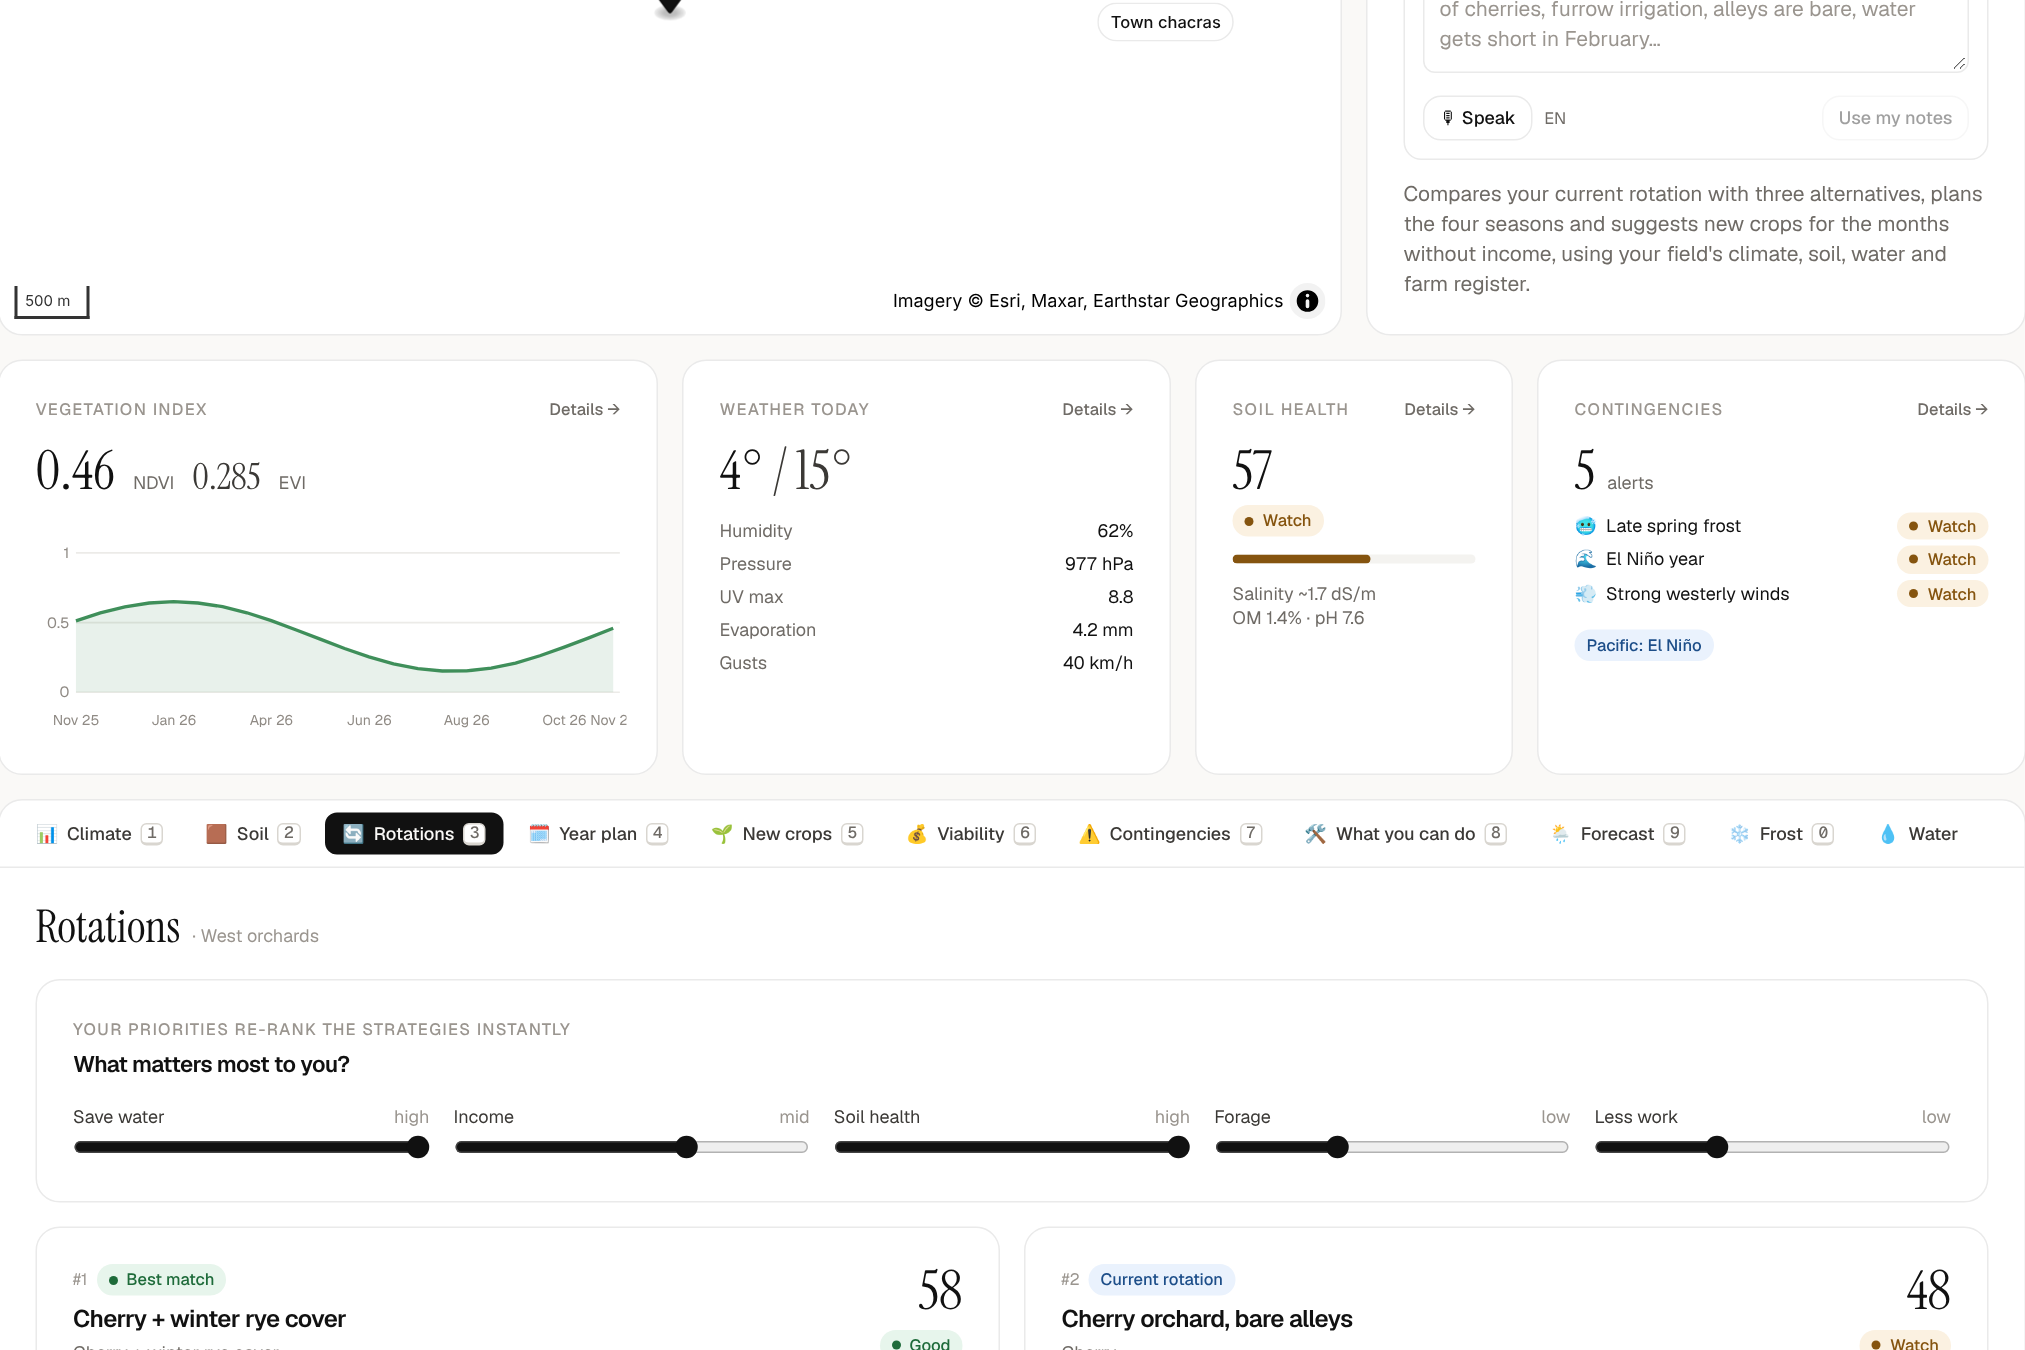 Town chacras
of cherries, furrow irrigation, alleys are bare, water
gets short in February…
Speak EN Use my notes
Compares your current rotation with three alternatives, plans
the four seasons and suggests new crops for the months
without income, using your field's climate, soil, water and
farm register.
500 m
Imagery © Esri, Maxar, Earthstar Geographics
VEGETATION INDEX Details →
0.46 NDVI 0.285 EVI
1
0.5
0
Nov 25 Jan 26 Apr 26 Jun 26 Aug 26 Oct 26 Nov 2
WEATHER TODAY Details →
4° / 15°
Humidity 62%
Pressure 977 hPa
UV max 8.8
Evaporation 4.2 mm
Gusts 40 km/h
SOIL HEALTH Details →
57
Watch
Salinity ~1.7 dS/m
OM 1.4% · pH 7.6
CONTINGENCIES Details →
5 alerts
Late spring frost Watch
El Niño year Watch
Strong westerly winds Watch
Pacific: El Niño
Climate 1 Soil 2 Rotations 3 Year plan 4 New crops 5 Viability 6 Contingencies 7 What you can do 8 Forecast 9 Frost 0 Water
Rotations · West orchards
YOUR PRIORITIES RE-RANK THE STRATEGIES INSTANTLY
What matters most to you?
Save water high Income mid Soil health high Forage low Less work low
#1 Best match 58
Cherry + winter rye cover
Good
#2 Current rotation 48
Cherry orchard, bare alleys
Watch